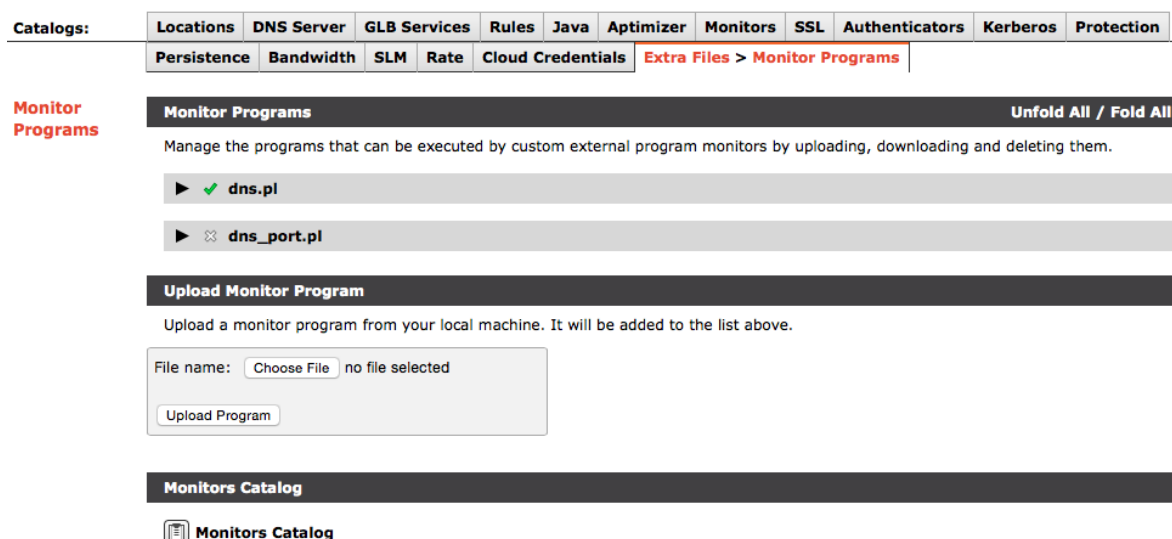 Catalogs: Locations DNS Server GLB Services Rules Java Aptimizer Monitors SSL Authenticators Kerberos Protection
Persistence Bandwidth SLM Rate Cloud Credentials Extra Files > Monitor Programs
Monitor Programs
Monitor Programs Unfold All / Fold All
Manage the programs that can be executed by custom external program monitors by uploading, downloading and deleting them.
dns.pl
dns_port.pl
Upload Monitor Program
Upload a monitor program from your local machine. It will be added to the list above.
File name: Choose File no file selected
Upload Program
Monitors Catalog
Monitors Catalog